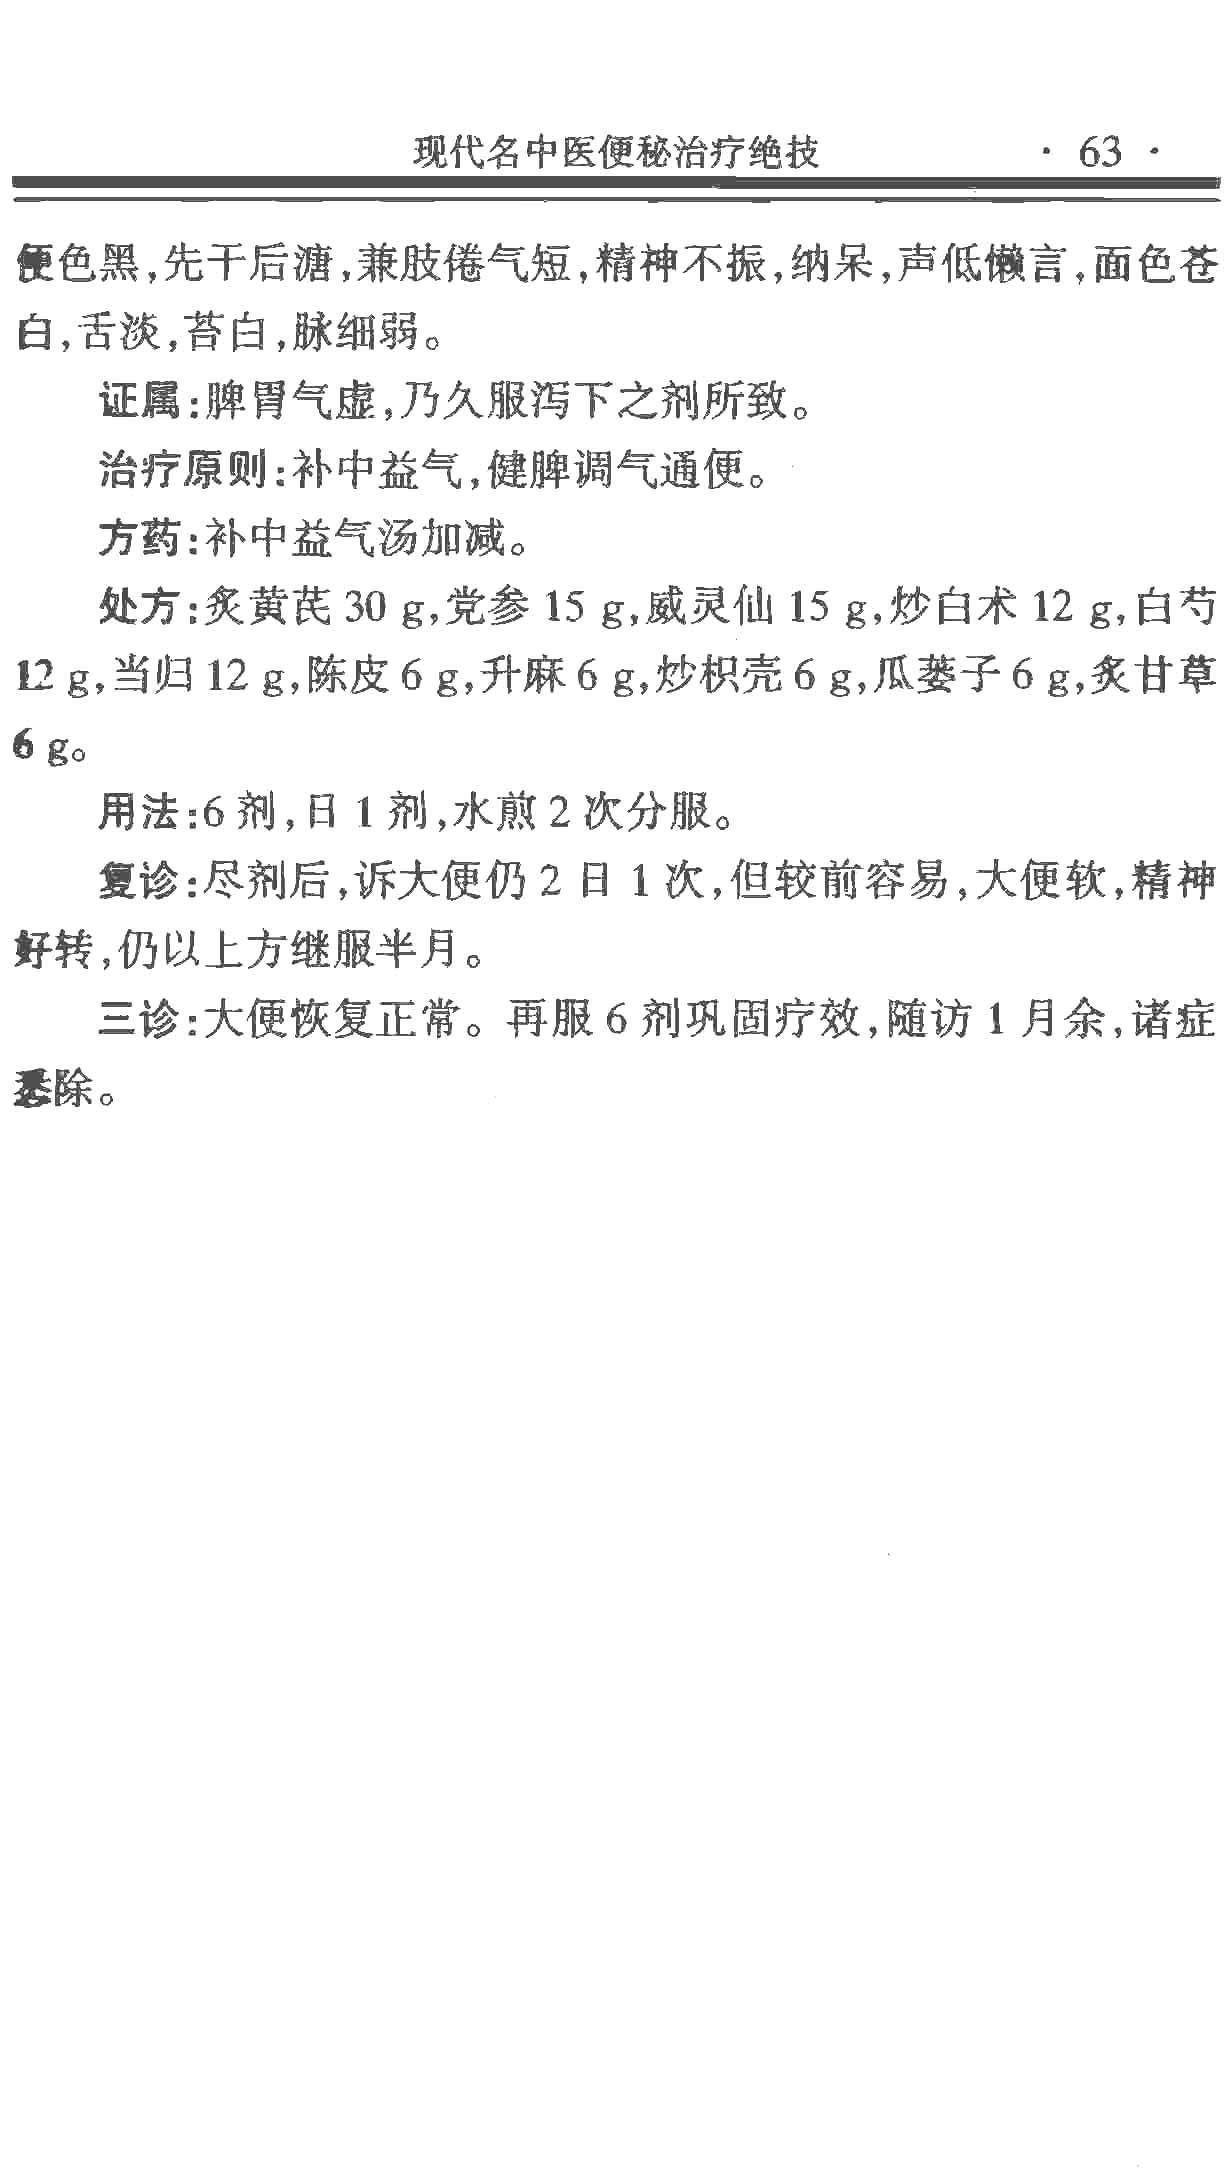 现代名中医便秘治疗绝技 · 63 ·
便色黑,先干后溏,兼肢倦气短,精神不振,纳呆,声低懒言,面色苍
白,舌淡,苔白,脉细弱。
证属:脾胃气虚,乃久服泻下之剂所致。
治疗原则:补中益气,健脾调气通便。
方药:补中益气汤加减。
处方:炙黄芪 30 g,党参 15 g,威灵仙 15 g,炒白术 12 g,白芍
12 g,当归 12 g,陈皮 6 g,升麻 6 g,炒枳壳 6 g,瓜蒌子 6 g,炙甘草
6 g。
用法:6 剂,日 1 剂,水煎 2 次分服。
复诊:尽剂后,诉大便仍 2 日 1 次,但较前容易,大便软,精神
好转,仍以上方继服半月。
三诊:大便恢复正常。再服 6 剂巩固疗效,随访 1 月余,诸症
悉除。